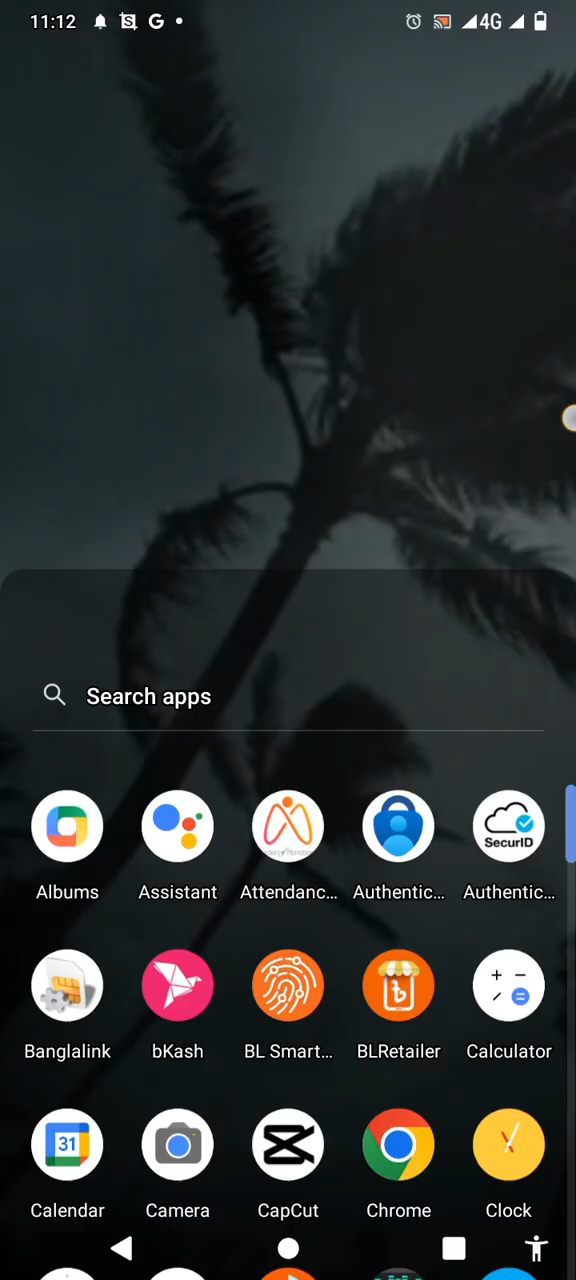 11:12
4G
Search apps
Albums
Assistant
Attendanc...
Authentic...
SecurID
Authentic...
Banglalink
bKash
BL Smart...
BLRetailer
Calculator
31
Calendar
Camera
CapCut
Chrome
Clock